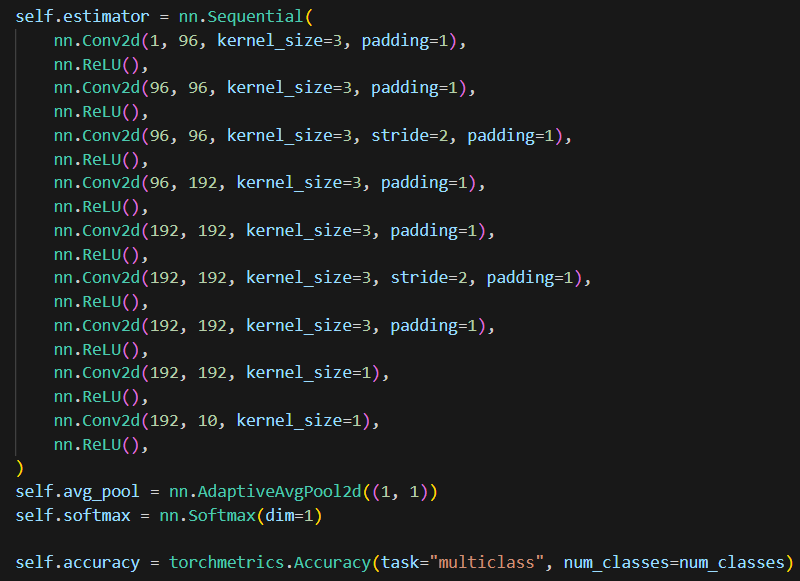 self.estimator = nn.Sequential(
    nn.Conv2d(1, 96, kernel_size=3, padding=1),
    nn.ReLU(),
    nn.Conv2d(96, 96, kernel_size=3, padding=1),
    nn.ReLU(),
    nn.Conv2d(96, 96, kernel_size=3, stride=2, padding=1),
    nn.ReLU(),
    nn.Conv2d(96, 192, kernel_size=3, padding=1),
    nn.ReLU(),
    nn.Conv2d(192, 192, kernel_size=3, padding=1),
    nn.ReLU(),
    nn.Conv2d(192, 192, kernel_size=3, stride=2, padding=1),
    nn.ReLU(),
    nn.Conv2d(192, 192, kernel_size=3, padding=1),
    nn.ReLU(),
    nn.Conv2d(192, 192, kernel_size=1),
    nn.ReLU(),
    nn.Conv2d(192, 10, kernel_size=1),
    nn.ReLU(),
)
self.avg_pool = nn.AdaptiveAvgPool2d((1, 1))
self.softmax = nn.Softmax(dim=1)

self.accuracy = torchmetrics.Accuracy(task="multiclass", num_classes=num_classes)